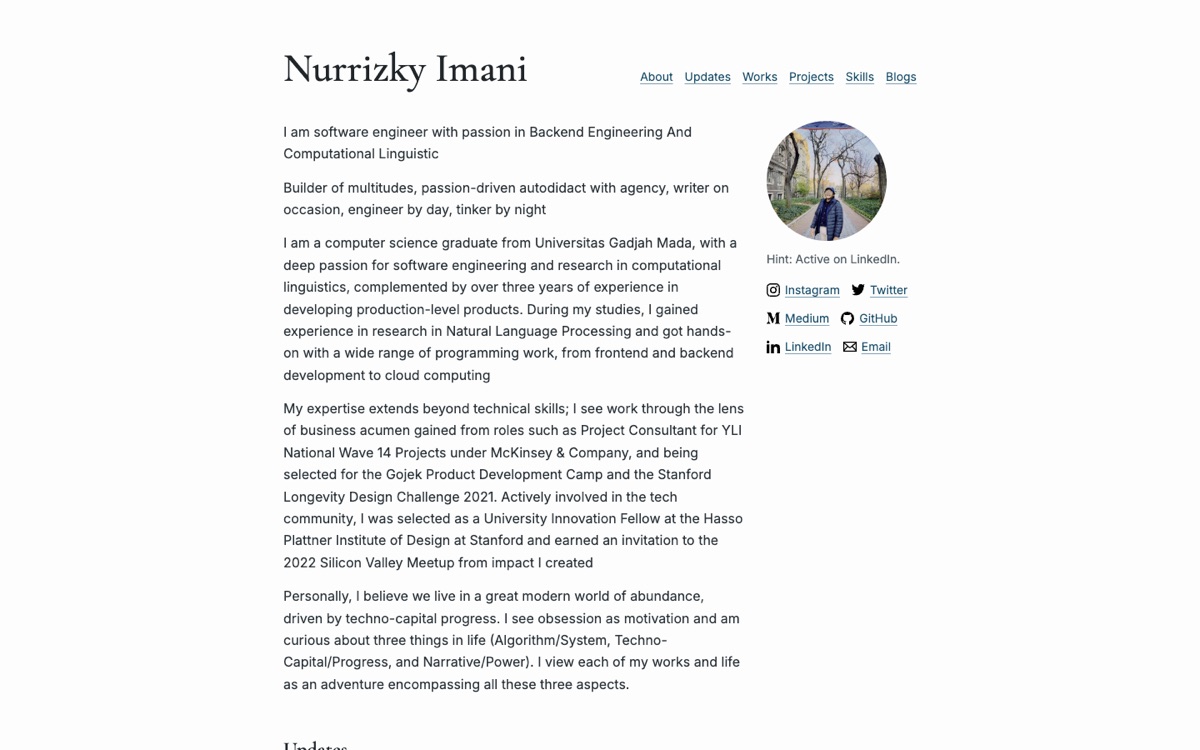 Nurrizky Imani
About Updates Works Projects Skills Blogs
I am software engineer with passion in Backend Engineering And
Computational Linguistic
Builder of multitudes, passion-driven autodidact with agency, writer on
occasion, engineer by day, tinker by night
I am a computer science graduate from Universitas Gadjah Mada, with a
deep passion for software engineering and research in computational
linguistics, complemented by over three years of experience in
developing production-level products. During my studies, I gained
experience in research in Natural Language Processing and got hands-
on with a wide range of programming work, from frontend and backend
development to cloud computing
My expertise extends beyond technical skills; I see work through the lens
of business acumen gained from roles such as Project Consultant for YLI
National Wave 14 Projects under McKinsey & Company, and being
selected for the Gojek Product Development Camp and the Stanford
Longevity Design Challenge 2021. Actively involved in the tech
community, I was selected as a University Innovation Fellow at the Hasso
Plattner Institute of Design at Stanford and earned an invitation to the
2022 Silicon Valley Meetup from impact I created
Personally, I believe we live in a great modern world of abundance,
driven by techno-capital progress. I see obsession as motivation and am
curious about three things in life (Algorithm/System, Techno-
Capital/Progress, and Narrative/Power). I view each of my works and life
as an adventure encompassing all these three aspects.
Hint: Active on LinkedIn.
Instagram Twitter
Medium GitHub
LinkedIn Email
Updates